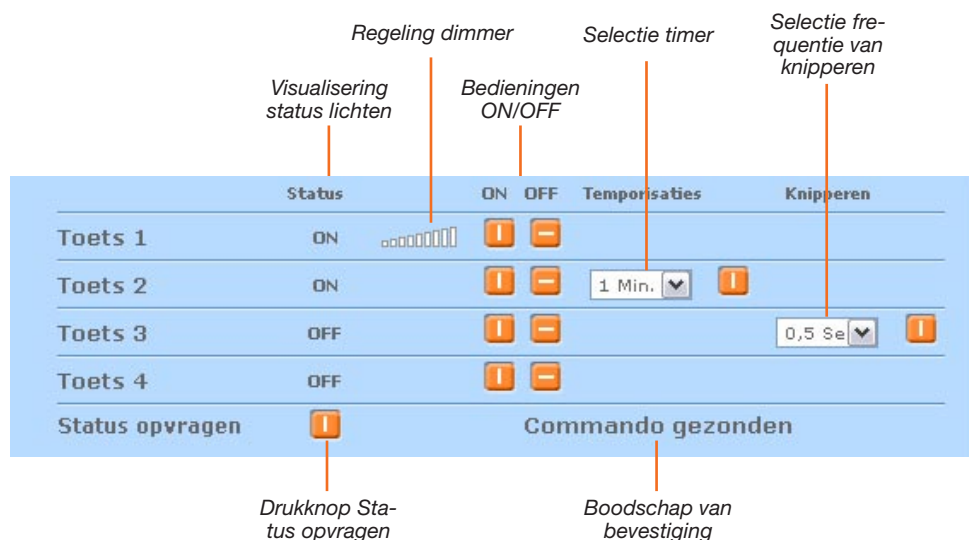 Regeling dimmer
Selectie timer
Selectie fre-
quentie van
knipperen
Visualisering
status lichten
Bedieningen
ON/OFF
Status ON OFF Temporisaties Knipperen
Toets 1 ON
Toets 2 ON 1 Min.
Toets 3 OFF 0,5 Se
Toets 4 OFF
Status opvragen Commando gezonden
Drukknop Sta-
tus opvragen
Boodschap van
bevestiging